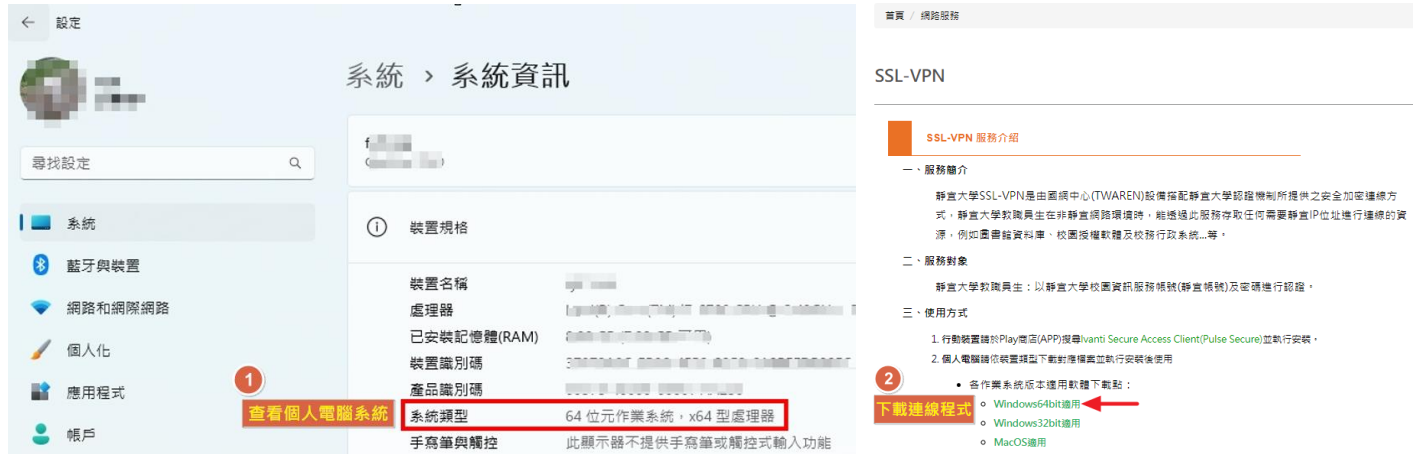 設定
系統 › 系統資訊
尋找設定
系統
藍牙與裝置
網路和網際網路
個人化
應用程式
帳戶
裝置規格
裝置名稱
處理器
已安裝記憶體(RAM)
裝置識別碼
產品識別碼
系統類型 64 位元作業系統，x64 型處理器
手寫筆與觸控 此顯示器不提供手寫筆或觸控式輸入功能
1
查看個人電腦系統
首頁 / 網路服務
SSL-VPN
SSL-VPN 服務介紹
一、服務簡介
靜宜大學SSL-VPN是由國網中心(TWAREN)設備搭配靜宜大學認證機制所提供之安全加密連線方
式，靜宜大學教職員生在非靜宜網路環境時，能透過此服務存取任何需要靜宜IP位址進行連線的資
源，例如圖書館資料庫、校園授權軟體及校務行政系統...等。
二、服務對象
靜宜大學教職員生：以靜宜大學校園資訊服務帳號(靜宜帳號)及密碼進行認證。
三、使用方式
1. 行動裝置請於Play商店(APP)搜尋Ivanti Secure Access Client(Pulse Secure)並執行安裝。
2. 個人電腦請依裝置類型下載對應檔案並執行安裝後使用
各作業系統版本適用軟體下載點：
2
下載連線程式
Windows64bit適用
Windows32bit適用
MacOS適用